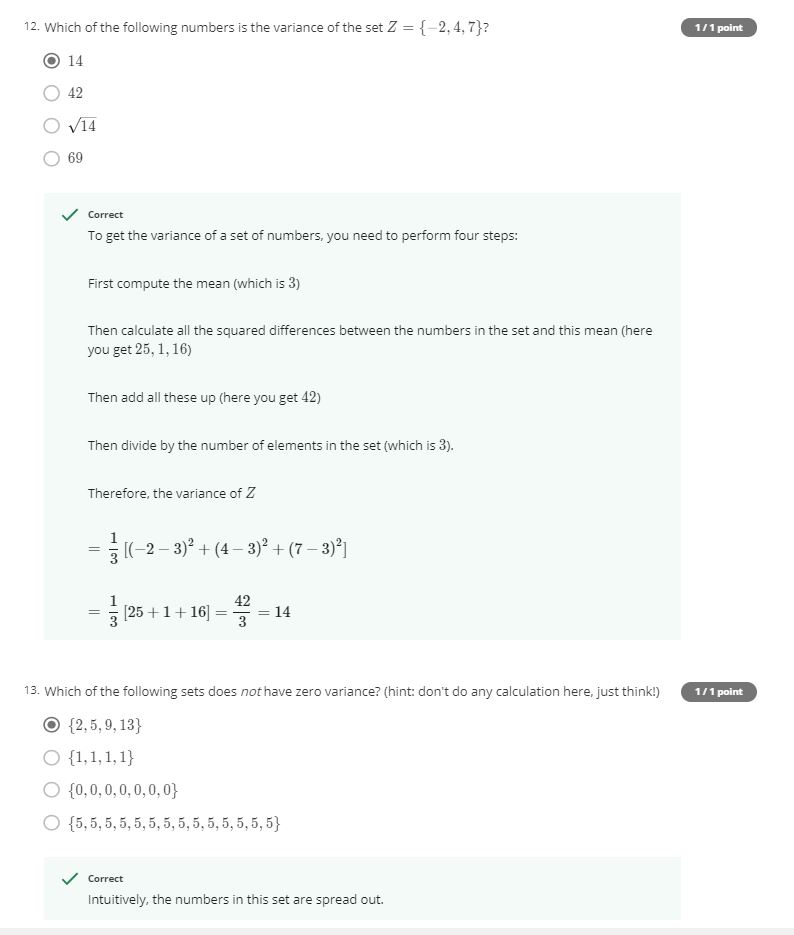 12. Which of the following numbers is the variance of the set Z = {−2, 4, 7}?
1 / 1 point
14
42
√14
69
Correct
To get the variance of a set of numbers, you need to perform four steps:
First compute the mean (which is 3)
Then calculate all the squared differences between the numbers in the set and this mean (here
you get 25, 1, 16)
Then add all these up (here you get 42)
Then divide by the number of elements in the set (which is 3).
Therefore, the variance of Z
= 1/3 [(−2 − 3)² + (4 − 3)² + (7 − 3)²]
= 1/3 [25 + 1 + 16] = 42/3 = 14
13. Which of the following sets does not have zero variance? (hint: don't do any calculation here, just think!)
1 / 1 point
{2, 5, 9, 13}
{1, 1, 1, 1}
{0, 0, 0, 0, 0, 0, 0}
{5, 5, 5, 5, 5, 5, 5, 5, 5, 5, 5, 5, 5, 5}
Correct
Intuitively, the numbers in this set are spread out.